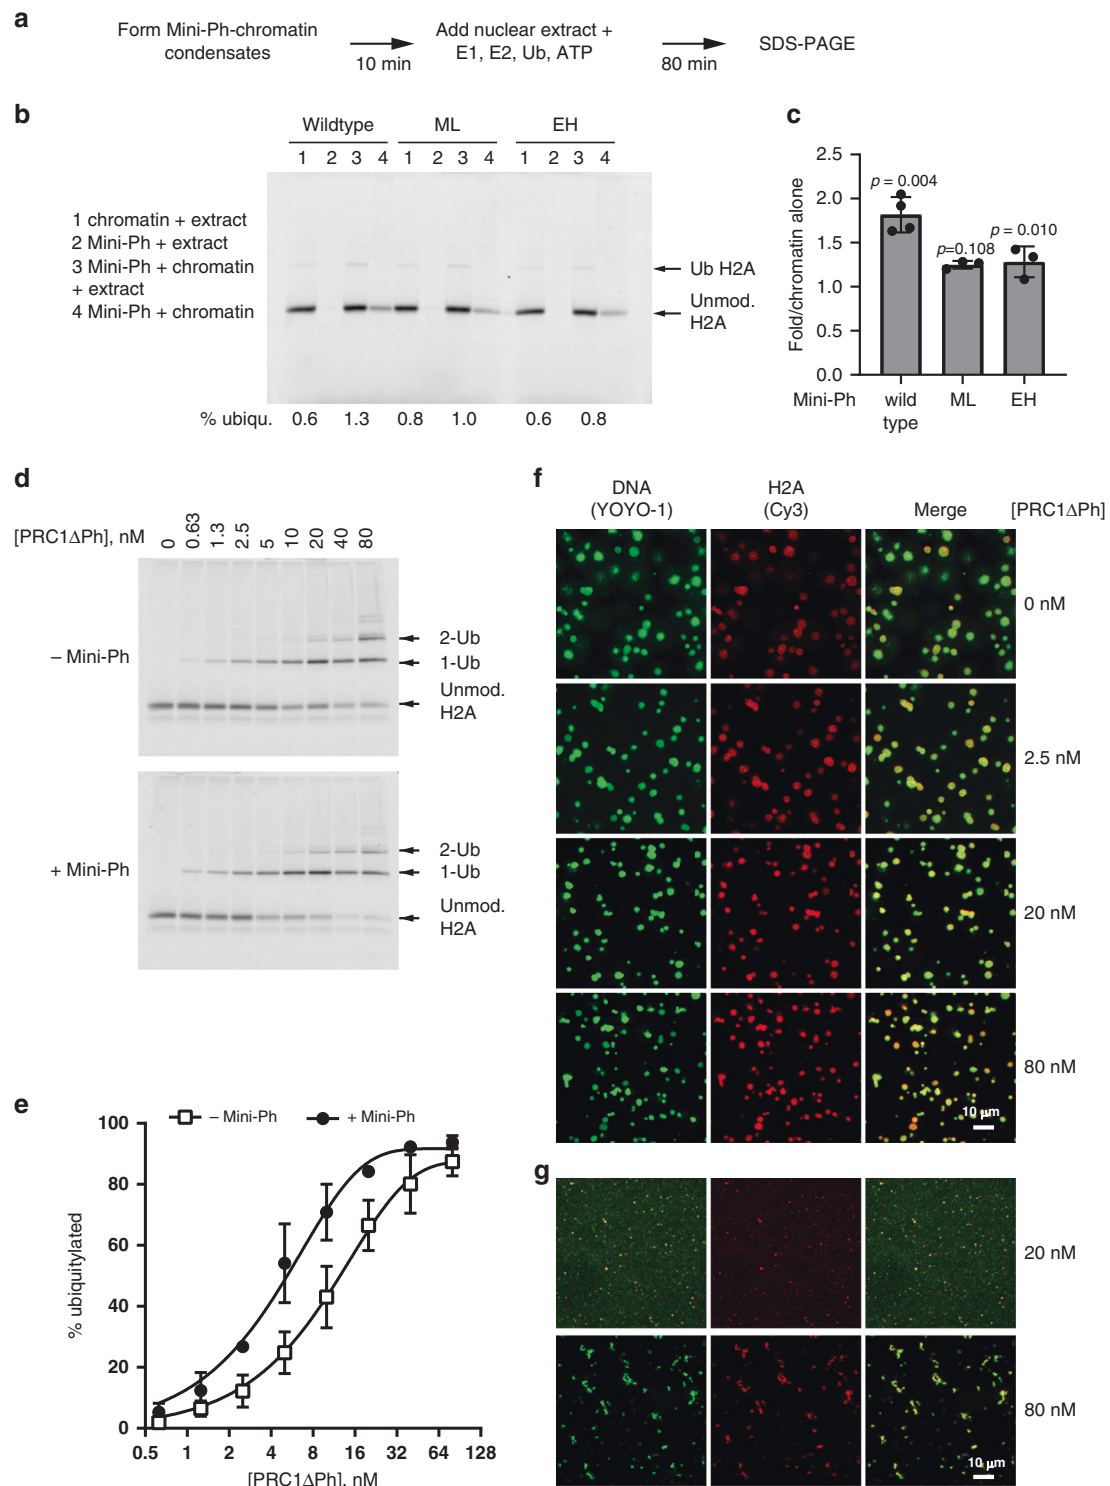 a
Form Mini-Ph-chromatin
condensates
10 min
Add nuclear extract +
E1, E2, Ub, ATP
80 min
SDS-PAGE
b
Wildtype ML EH
1 2 3 4 1 2 3 4 1 2 3 4
1 chromatin + extract
2 Mini-Ph + extract
3 Mini-Ph + chromatin
+ extract
4 Mini-Ph + chromatin
Ub H2A
Unmod.
H2A
% ubiqu. 0.6 1.3 0.8 1.0 0.6 0.8
c
Fold/chromatin alone
2.5
2.0
1.5
1.0
0.5
0.0
p = 0.004
p=0.108
p = 0.010
Mini-Ph wild
type
ML
EH
d
[PRC1ΔPh], nM
0 0.63 1.3 2.5 5 10 20 40 80
– Mini-Ph
2-Ub
1-Ub
Unmod.
H2A
+ Mini-Ph
2-Ub
1-Ub
Unmod.
H2A
e
– Mini-Ph
+ Mini-Ph
% ubiquitylated
100
80
60
40
20
0
0.5 1 2 4 8 16 32 64 128
[PRC1ΔPh], nM
f
DNA
(YOYO-1)
H2A
(Cy3)
Merge
[PRC1ΔPh]
0 nM
2.5 nM
20 nM
80 nM
10 µm
g
20 nM
80 nM
10 µm